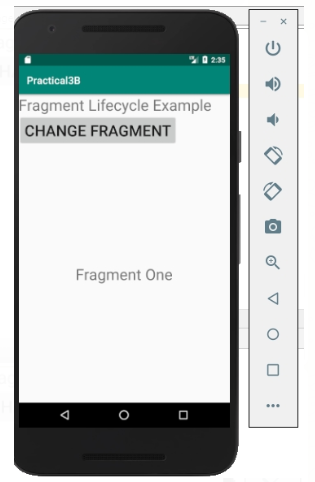 2:35
Practical3B
Fragment Lifecycle Example
CHANGE FRAGMENT
Fragment One